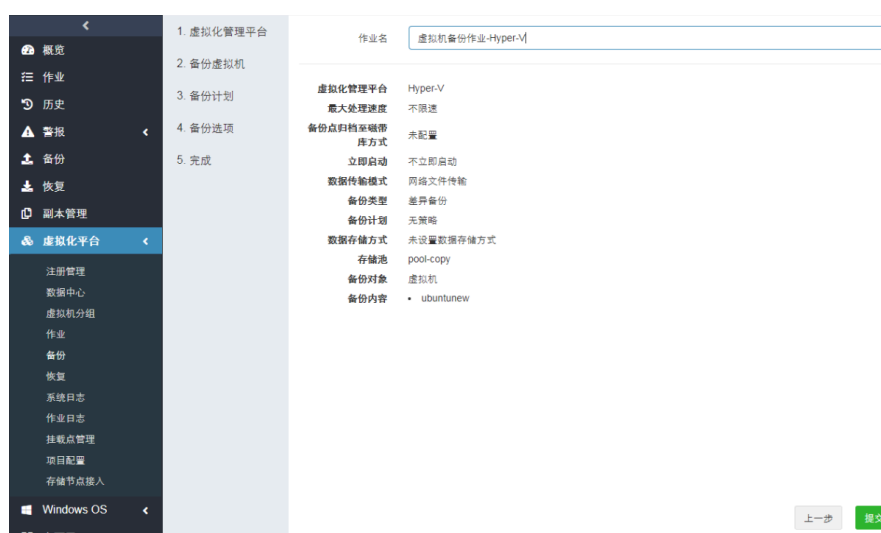 概览
作业
历史
警报
备份
恢复
副本管理
虚拟化平台
注册管理
数据中心
虚拟机分组
作业
备份
恢复
系统日志
作业日志
挂载点管理
项目配置
存储节点接入
Windows OS
1. 虚拟化管理平台
2. 备份虚拟机
3. 备份计划
4. 备份选项
5. 完成
作业名 虚拟机备份作业-Hyper-V
虚拟化管理平台 Hyper-V
最大处理速度 不限速
备份点归档至磁带
库方式 未配置
立即启动 不立即启动
数据传输模式 网络文件传输
备份类型 差异备份
备份计划 无策略
数据存储方式 未设置数据存储方式
存储池 pool-copy
备份对象 虚拟机
备份内容 • ubuntunew
上一步 提交